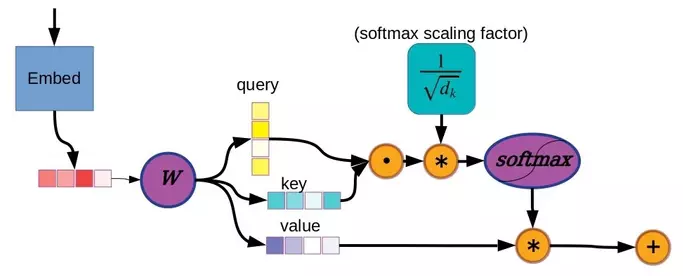 (softmax scaling factor)
Embed
query
1
√d_k
W
•
*
softmax
key
value
*
+